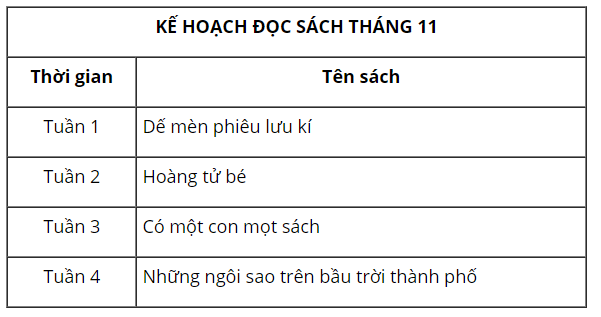 KẾ HOẠCH ĐỌC SÁCH THÁNG 11
Thời gian Tên sách
Tuần 1 Dế mèn phiêu lưu kí
Tuần 2 Hoàng tử bé
Tuần 3 Có một con mọt sách
Tuần 4 Những ngôi sao trên bầu trời thành phố